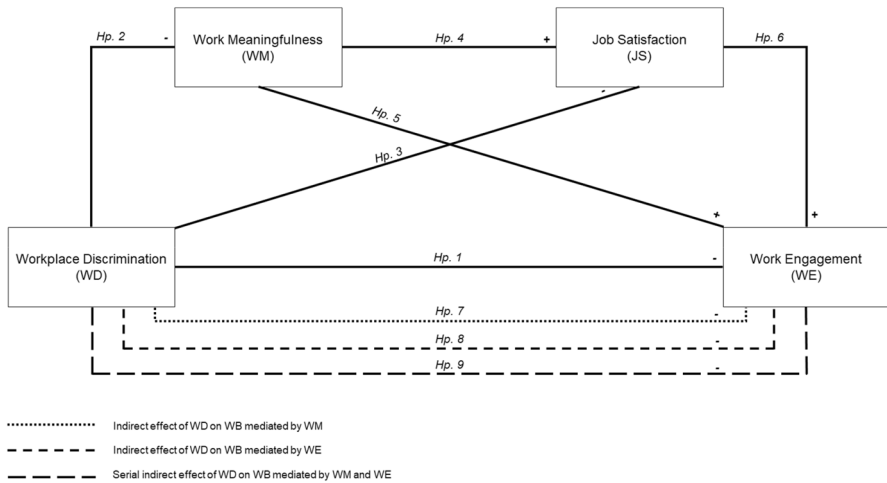 Hp. 2
-
Work Meaningfulness
(WM)
Hp. 4
+
Job Satisfaction
(JS)
Hp. 6
-
Hp. 5
Hp. 3
+
+
Workplace Discrimination
(WD)
Hp. 1
-
Work Engagement
(WE)
Hp. 7
-
Hp. 8
-
Hp. 9
-
Indirect effect of WD on WB mediated by WM
Indirect effect of WD on WB mediated by WE
Serial indirect effect of WD on WB mediated by WM and WE